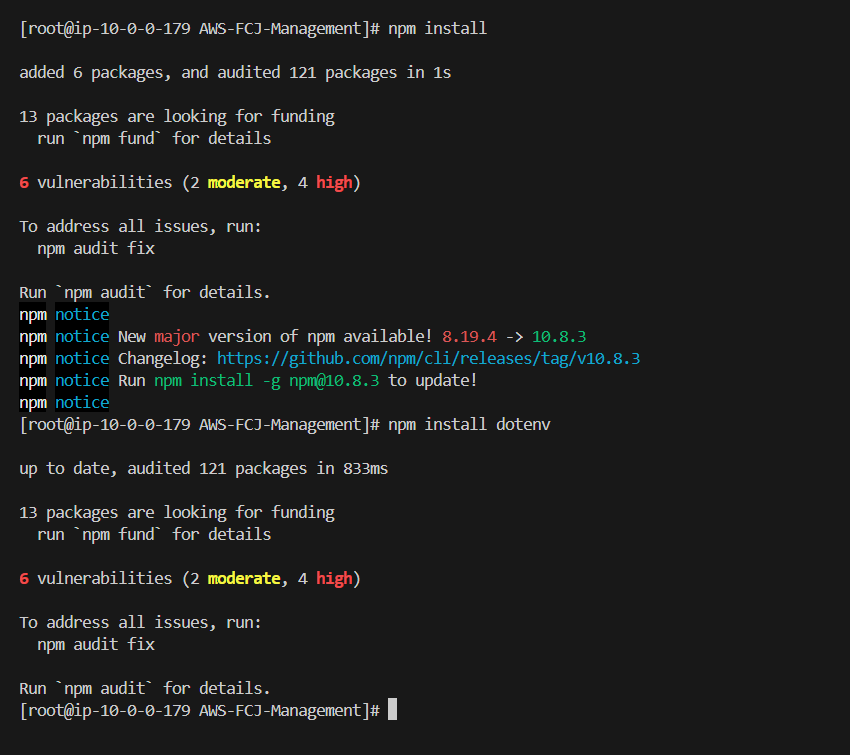 [root@ip-10-0-0-179 AWS-FCJ-Management]# npm install
added 6 packages, and audited 121 packages in 1s
13 packages are looking for funding
  run `npm fund` for details
6 vulnerabilities (2 moderate, 4 high)
To address all issues, run:
  npm audit fix
Run `npm audit` for details.
npm notice
npm notice New major version of npm available! 8.19.4 -> 10.8.3
npm notice Changelog: https://github.com/npm/cli/releases/tag/v10.8.3
npm notice Run npm install -g npm@10.8.3 to update!
npm notice
[root@ip-10-0-0-179 AWS-FCJ-Management]# npm install dotenv
up to date, audited 121 packages in 833ms
13 packages are looking for funding
  run `npm fund` for details
6 vulnerabilities (2 moderate, 4 high)
To address all issues, run:
  npm audit fix
Run `npm audit` for details.
[root@ip-10-0-0-179 AWS-FCJ-Management]#